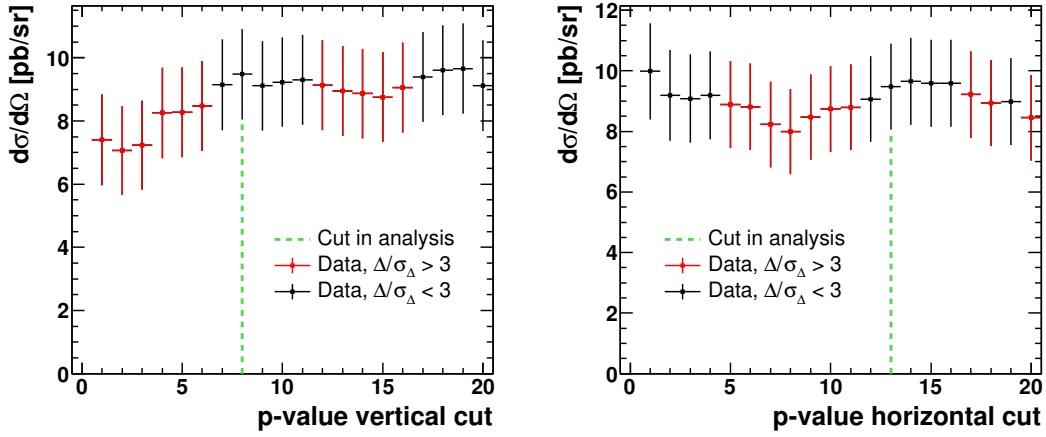 dσ/dΩ [pb/sr]
10
8
6
4
2
0
Cut in analysis
Data, Δ/σ_Δ > 3
Data, Δ/σ_Δ < 3
0 5 10 15 20
p-value vertical cut
dσ/dΩ [pb/sr]
12
10
8
6
4
2
0
Cut in analysis
Data, Δ/σ_Δ > 3
Data, Δ/σ_Δ < 3
0 5 10 15 20
p-value horizontal cut